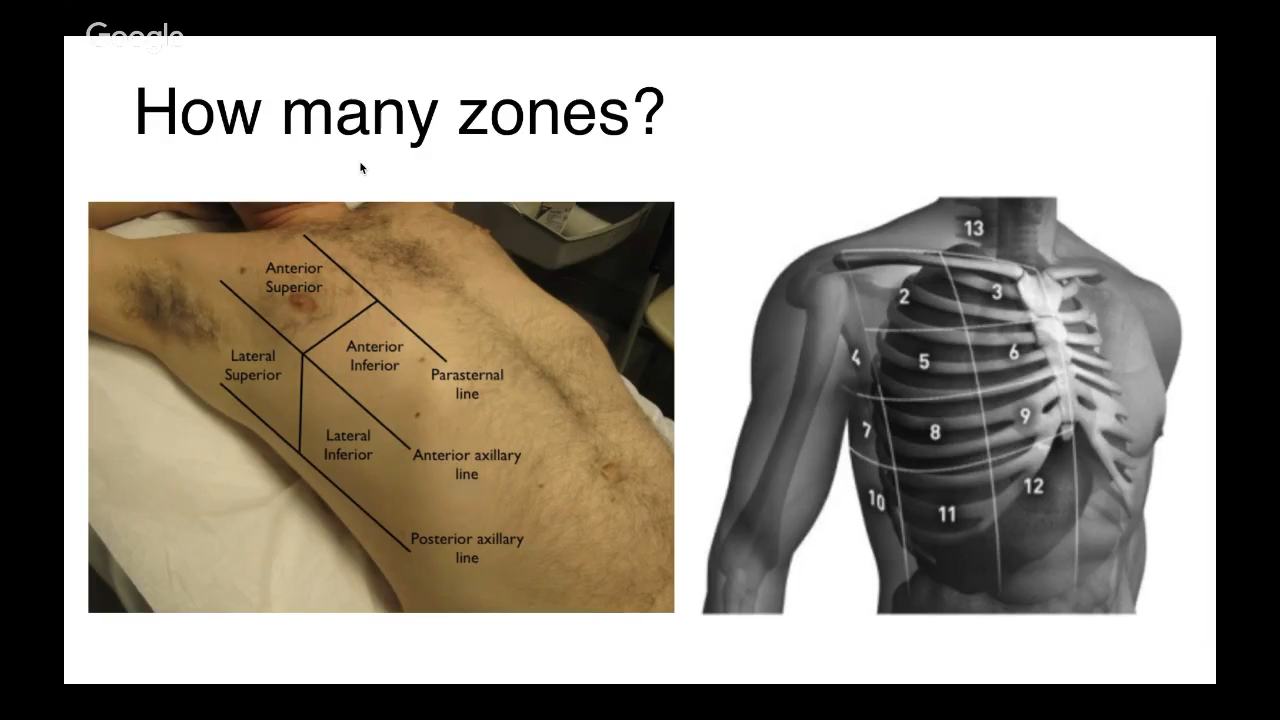 Google
How many zones?
Anterior
Superior
Lateral
Superior
Anterior
Inferior
Parasternal
line
Lateral
Inferior
Anterior axillary
line
Posterior axillary
line
13
2
3
4
5
6
7
8
9
10
11
12